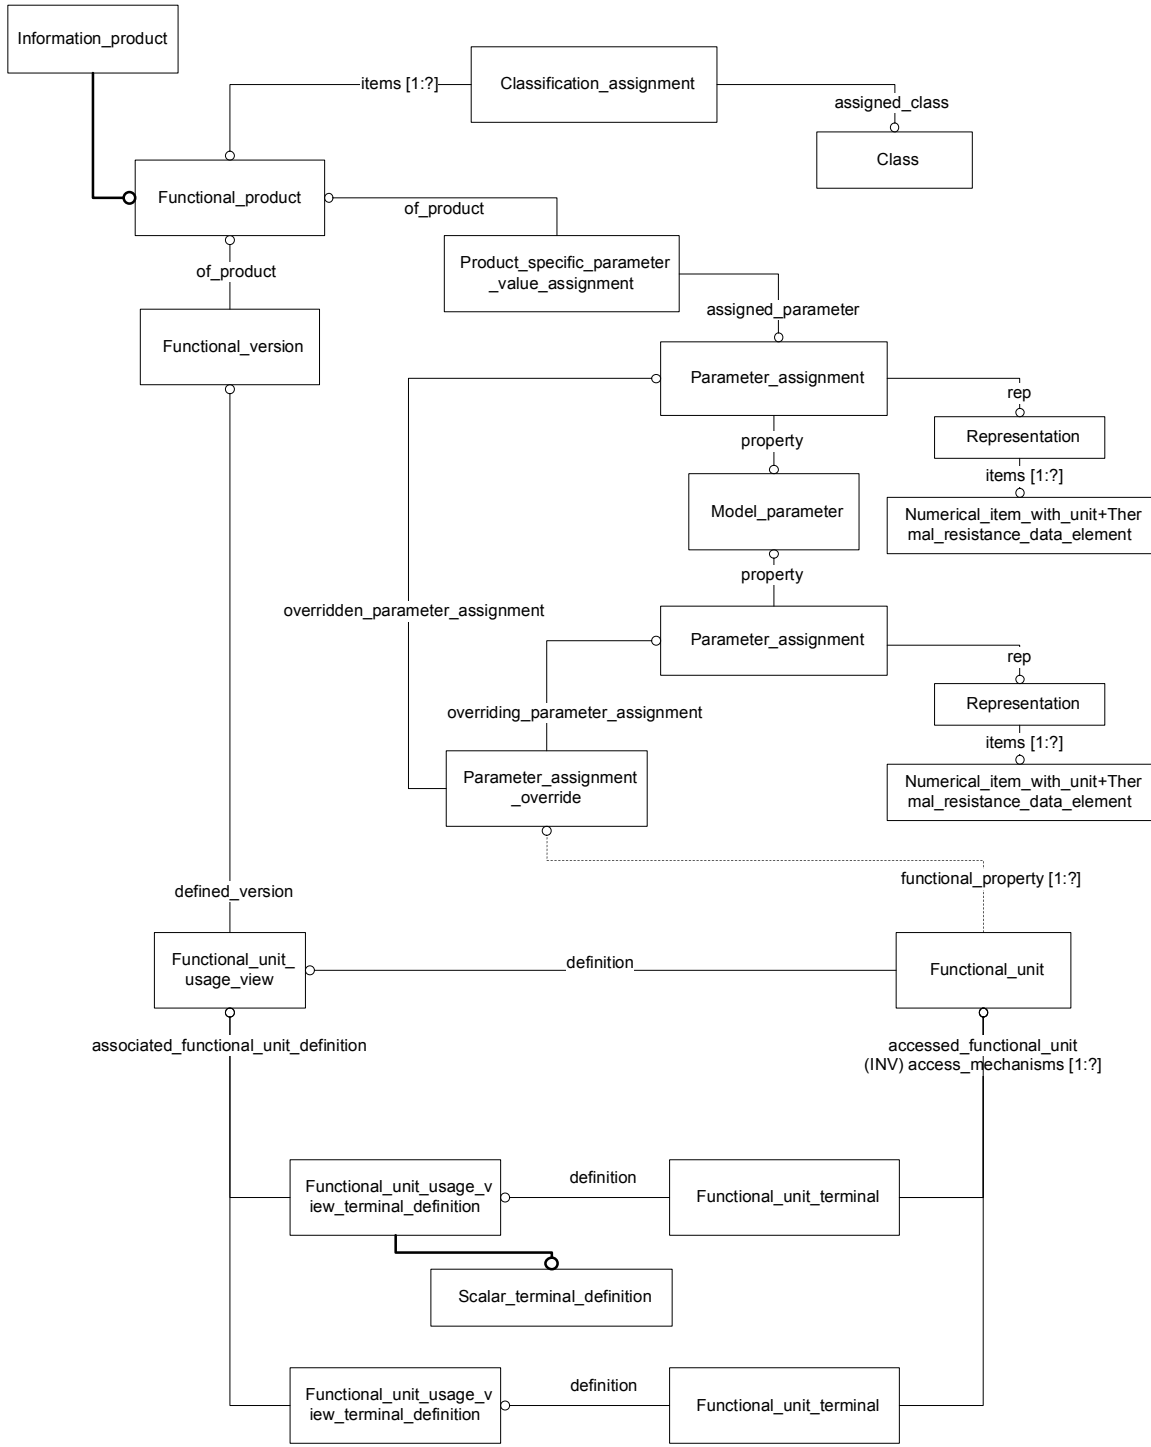 Information_product
items [1:?]
Classification_assignment
assigned_class
Class
Functional_product
of_product
of_product
Product_specific_parameter
_value_assignment
assigned_parameter
Functional_version
Parameter_assignment
rep
Representation
property
items [1:?]
Model_parameter
Numerical_item_with_unit+Ther
mal_resistance_data_element
property
overridden_parameter_assignment
Parameter_assignment
rep
Representation
overriding_parameter_assignment
items [1:?]
Parameter_assignment
_override
Numerical_item_with_unit+Ther
mal_resistance_data_element
functional_property [1:?]
defined_version
Functional_unit_
usage_view
definition
Functional_unit
associated_functional_unit_definition
accessed_functional_unit
(INV) access_mechanisms [1:?]
Functional_unit_usage_v
iew_terminal_definition
definition
Functional_unit_terminal
Scalar_terminal_definition
Functional_unit_usage_v
iew_terminal_definition
definition
Functional_unit_terminal